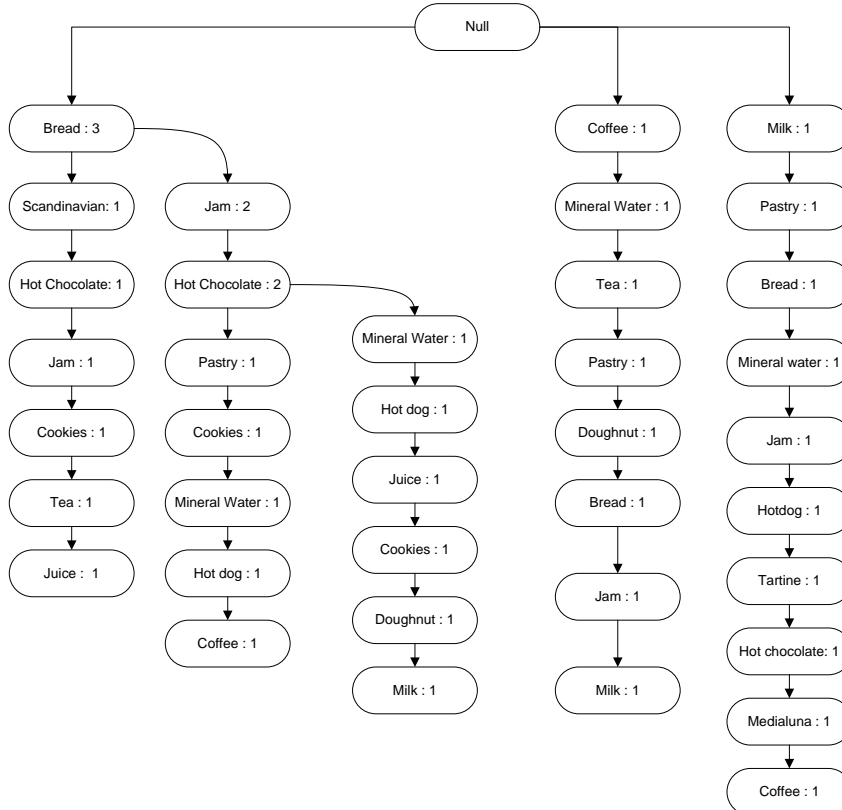 Null
Bread : 3
Coffee : 1
Milk : 1
Scandinavian: 1
Jam : 2
Mineral Water : 1
Pastry : 1
Hot Chocolate: 1
Hot Chocolate : 2
Tea : 1
Bread : 1
Mineral Water : 1
Jam : 1
Pastry : 1
Pastry : 1
Mineral water : 1
Hot dog : 1
Cookies : 1
Cookies : 1
Doughnut : 1
Jam : 1
Juice : 1
Tea : 1
Mineral Water : 1
Bread : 1
Hotdog : 1
Cookies : 1
Juice :  1
Hot dog : 1
Tartine : 1
Jam : 1
Doughnut : 1
Coffee : 1
Hot chocolate: 1
Milk : 1
Milk : 1
Medialuna : 1
Coffee : 1